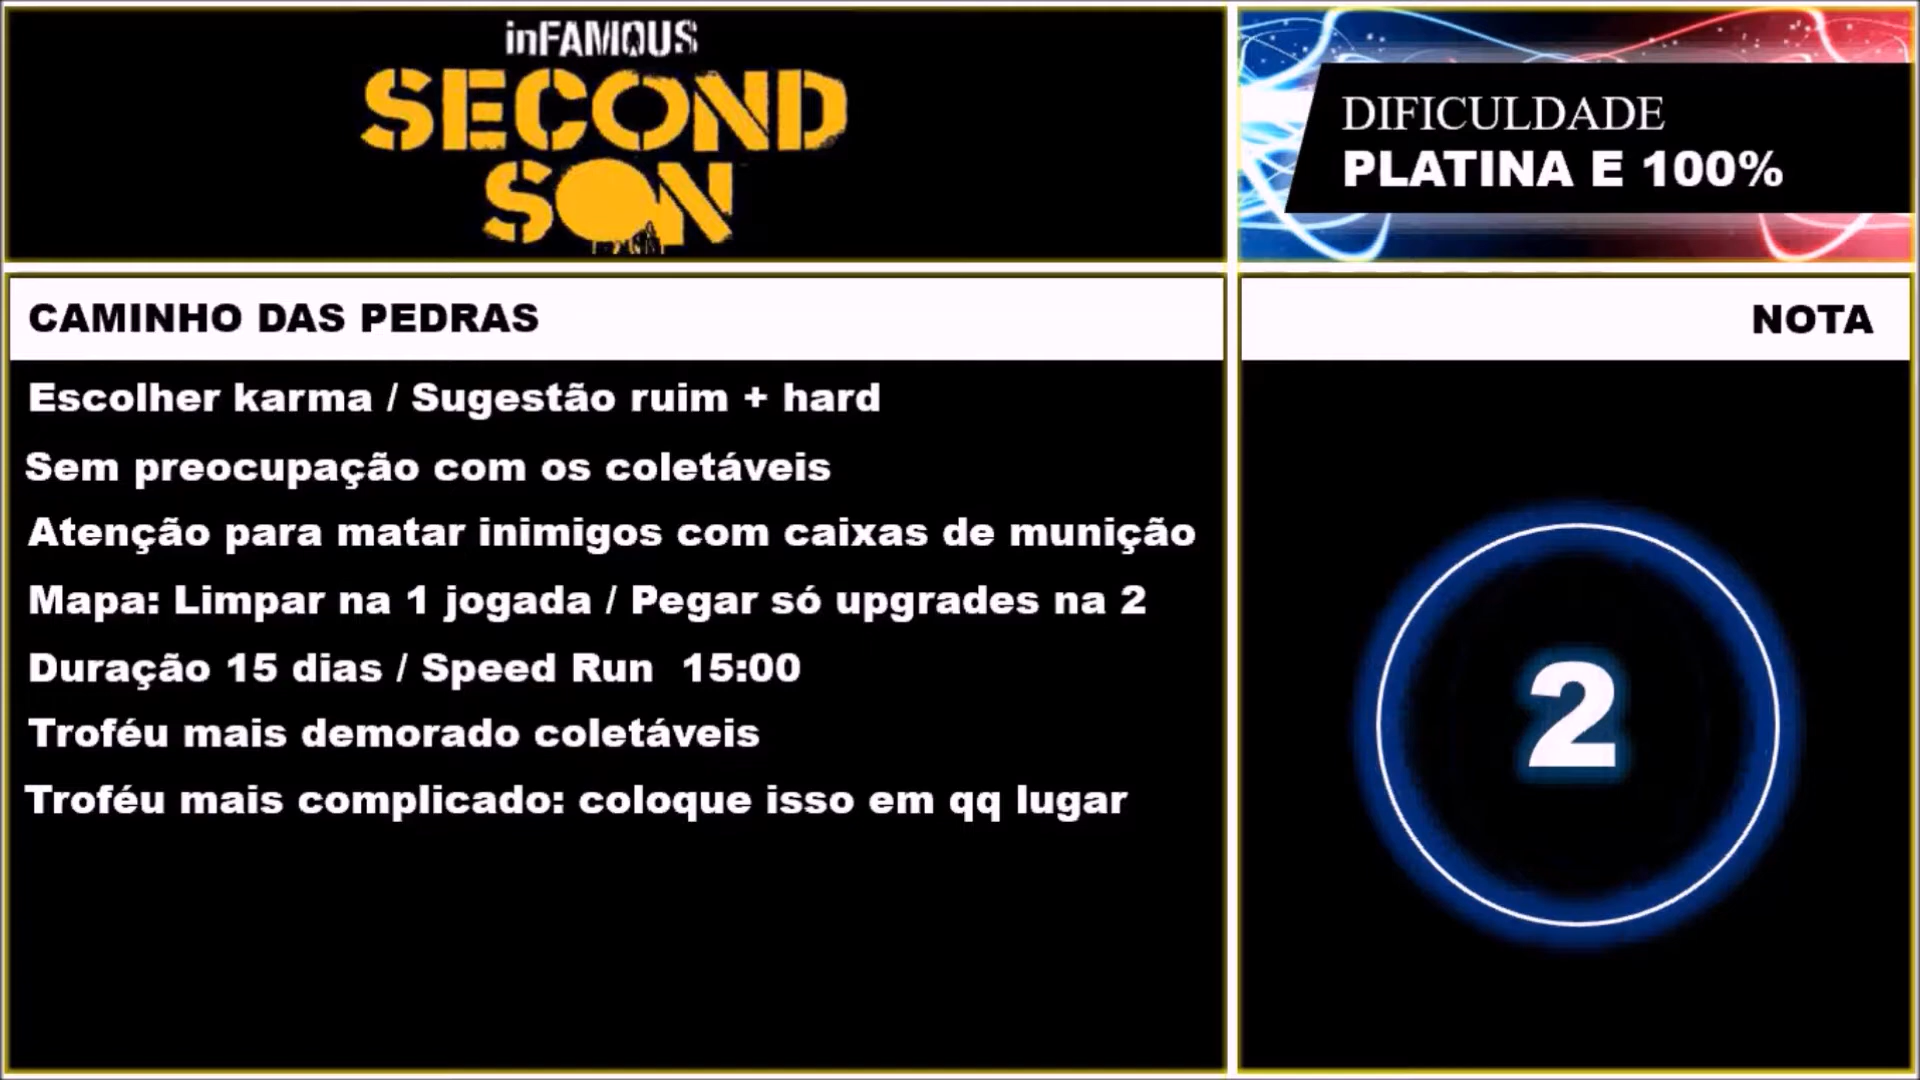 inFAMOUS
SECOND
SON
DIFICULDADE
PLATINA E 100%
CAMINHO DAS PEDRAS
NOTA
Escolher karma / Sugestão ruim + hard
Sem preocupação com os coletáveis
Atenção para matar inimigos com caixas de munição
Mapa: Limpar na 1 jogada / Pegar só upgrades na 2
Duração 15 dias / Speed Run 15:00
Troféu mais demorado coletáveis
Troféu mais complicado: coloque isso em qq lugar
2